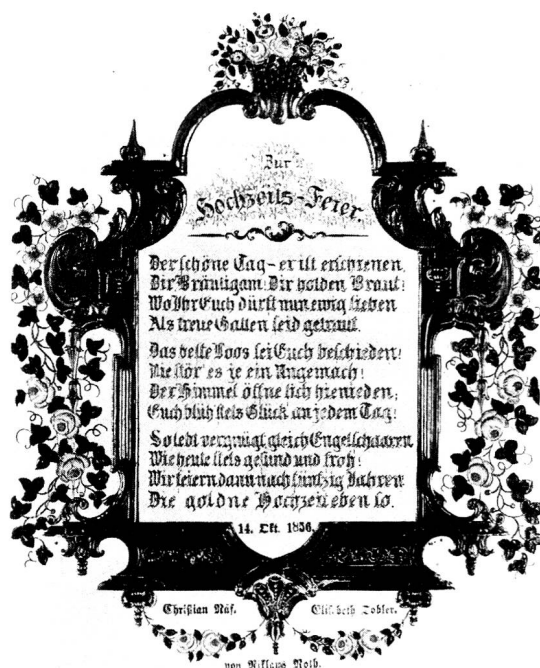 Zur
Hochzeits-Feier.
Der schöne Tag - er ist erschienen,
Dir Bräutigam: Dir holden Braut!
Wo Ihr Euch dürft nun ewig lieben
Als treue Gatten seid getraut.
Das beste Loos sei Euch beschieden!
Nie stör' es je ein Ungemach!
Der Himmel öffne sich hienieden,
Euch blüh' stets Glück an jedem Tag!
So lebt vergnügt gleich Engelschaaren
Wie heute stets gesund und froh!
Wir feiern dann nach fünfzig Jahren
Die goldne Hochzeit eben so.
14. Okt. 1856.
Christian Näf. Elisabeth Zobler.
von Niklaus Roth.